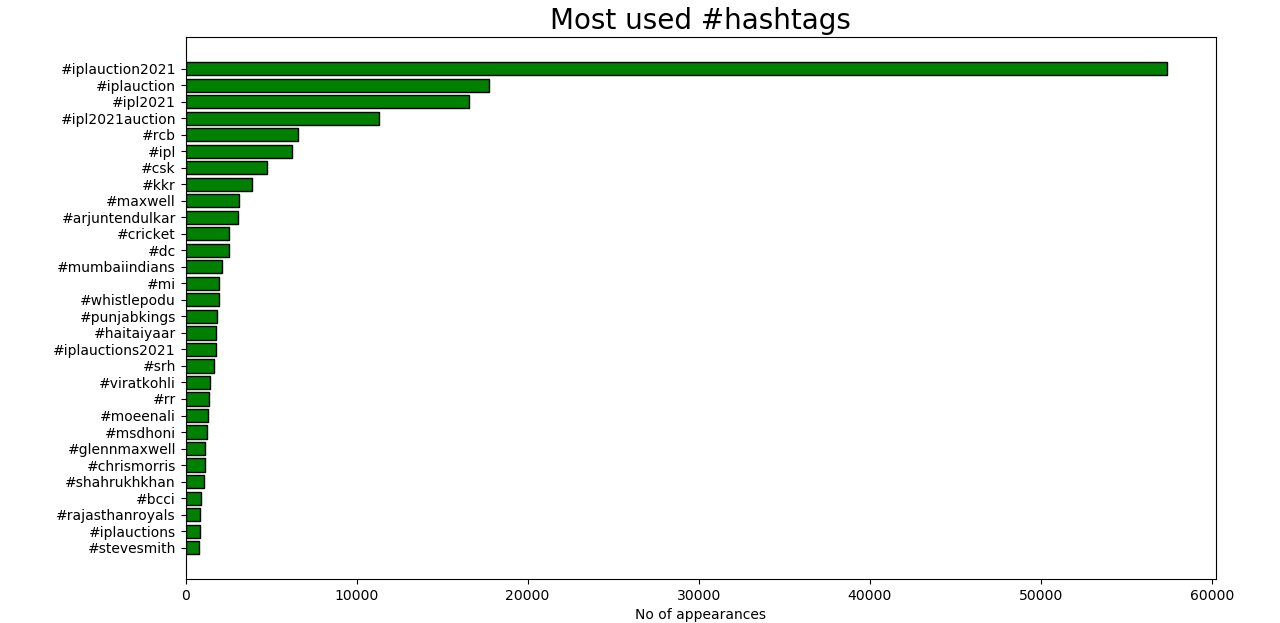 Most used #hashtags
#iplauction2021
#iplauction
#ipl2021
#ipl2021auction
#rcb
#ipl
#csk
#kkr
#maxwell
#arjuntendulkar
#cricket
#dc
#mumbaiindians
#mi
#whistlepodu
#punjabkings
#haitaiyaar
#iplauctions2021
#srh
#viratkohli
#rr
#moeenali
#msdhoni
#glennmaxwell
#chrismorris
#shahrukhkhan
#bcci
#rajasthanroyals
#iplauctions
#stevesmith
0 10000 20000 30000 40000 50000 60000
No of appearances